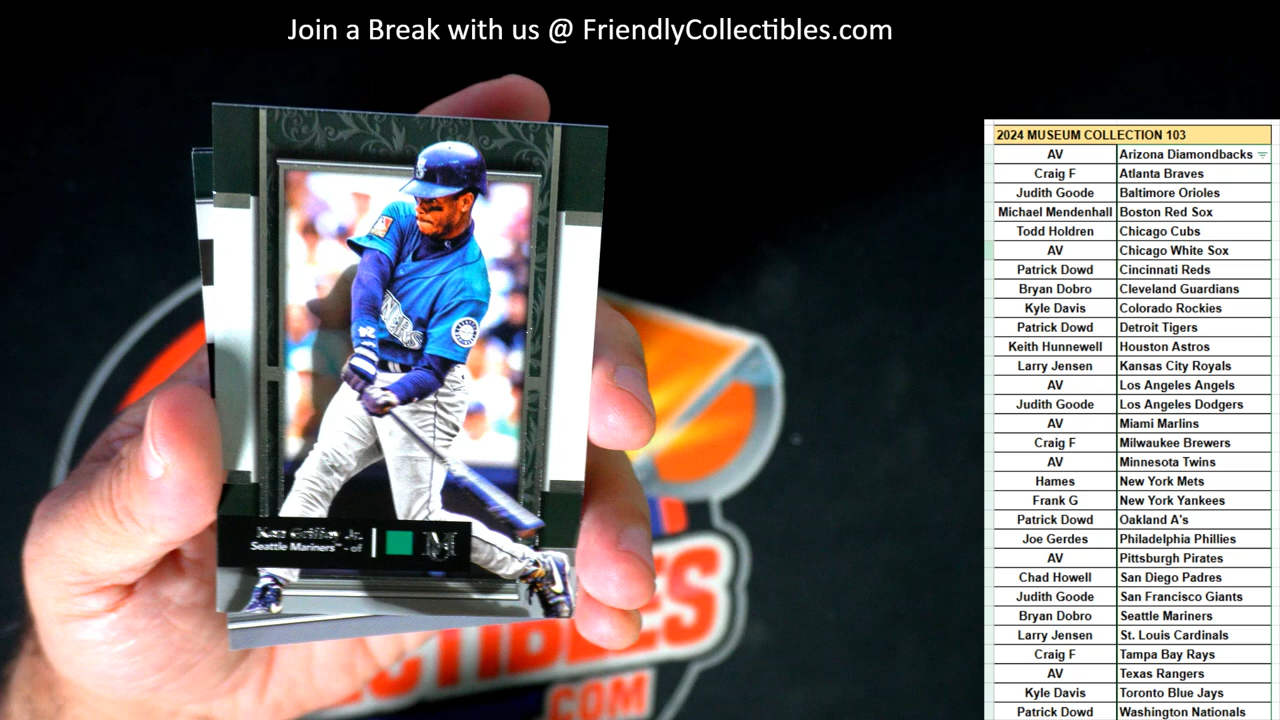 Join a Break with us @ FriendlyCollectibles.com
Ken Griffey Jr.
Seattle Mariners™ - of
M
2024 MUSEUM COLLECTION 103
AV Arizona Diamondbacks
Craig F Atlanta Braves
Judith Goode Baltimore Orioles
Michael Mendenhall Boston Red Sox
Todd Holdren Chicago Cubs
AV Chicago White Sox
Patrick Dowd Cincinnati Reds
Bryan Dobro Cleveland Guardians
Kyle Davis Colorado Rockies
Patrick Dowd Detroit Tigers
Keith Hunnewell Houston Astros
Larry Jensen Kansas City Royals
AV Los Angeles Angels
Judith Goode Los Angeles Dodgers
AV Miami Marlins
Craig F Milwaukee Brewers
AV Minnesota Twins
Hames New York Mets
Frank G New York Yankees
Patrick Dowd Oakland A's
Joe Gerdes Philadelphia Phillies
AV Pittsburgh Pirates
Chad Howell San Diego Padres
Judith Goode San Francisco Giants
Bryan Dobro Seattle Mariners
Larry Jensen St. Louis Cardinals
Craig F Tampa Bay Rays
AV Texas Rangers
Kyle Davis Toronto Blue Jays
Patrick Dowd Washington Nationals
.COM